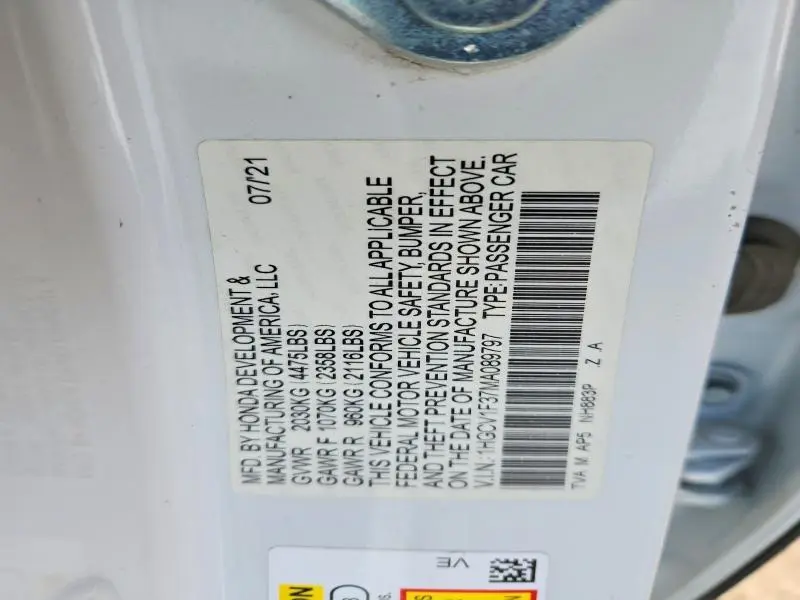 MFD. BY HONDA DEVELOPMENT & 07/21
MANUFACTURING OF AMERICA, LLC
GVWR 2030KG (4475LBS)
GAWR F 1070KG (2358LBS)
GAWR R 960KG (2116LBS)
THIS VEHICLE CONFORMS TO ALL APPLICABLE
FEDERAL MOTOR VEHICLE SAFETY, BUMPER,
AND THEFT PREVENTION STANDARDS IN EFFECT
ON THE DATE OF MANUFACTURE SHOWN ABOVE.
V.I.N.: 1HGCV1F37MA089797 TYPE: PASSENGER CAR
TVA M AP5 NH883P Z A
VE